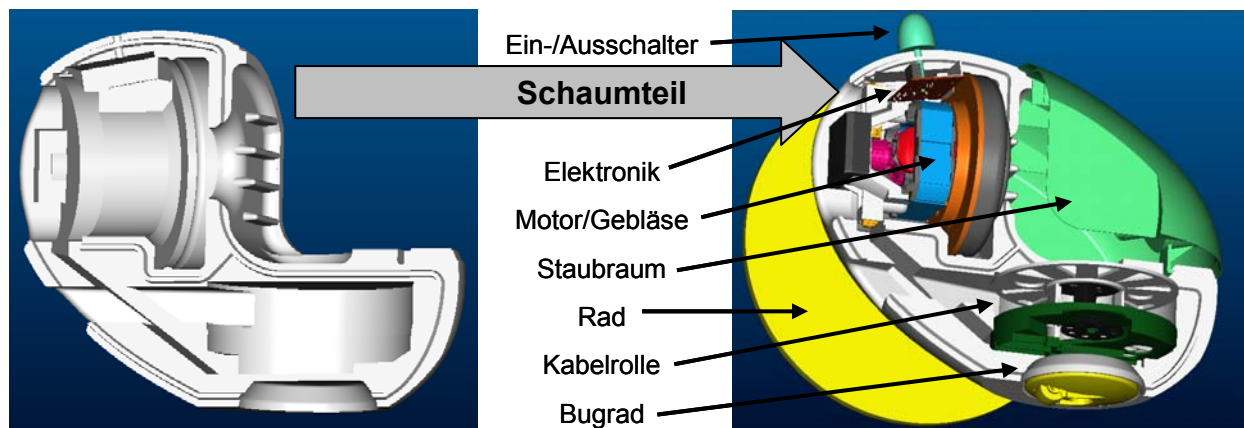 Ein-/Ausschalter
Schaumteil
Elektronik
Motor/Gebläse
Staubraum
Rad
Kabelrolle
Bugrad